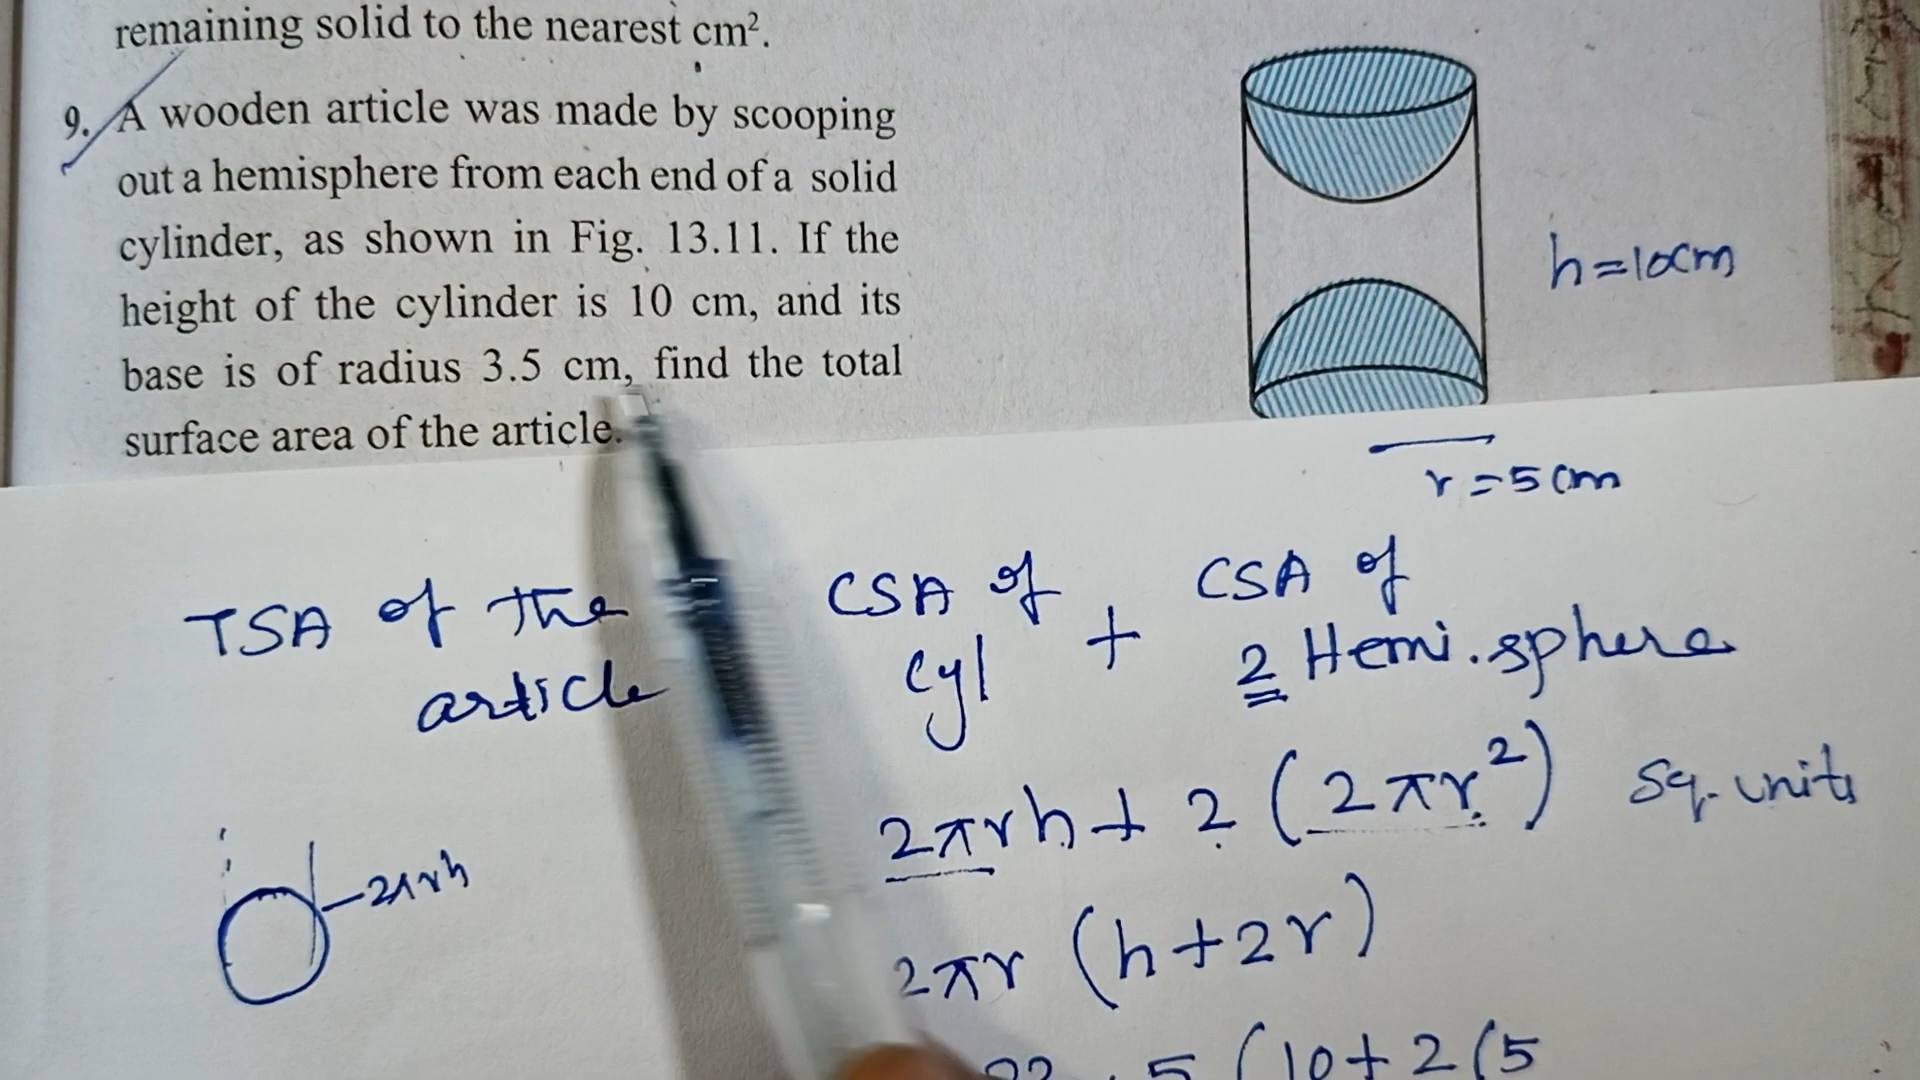 remaining solid to the nearest cm².
9. A wooden article was made by scooping
out a hemisphere from each end of a solid
cylinder, as shown in Fig. 13.11. If the
height of the cylinder is 10 cm, and its
base is of radius 3.5 cm, find the total
surface area of the article.
h=10cm
r=5cm
TSA of the
article
CSA of
cyl
+
CSA of
2 Hemi.sphere
2πrh + 2 (2πr²) sq. units
2πrh
2πr (h+2r)
5 (10+2(5